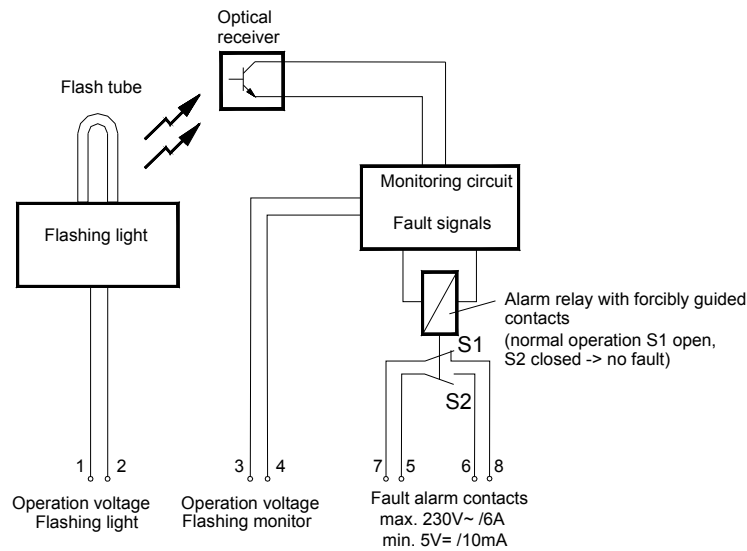 Optical
receiver
Flash tube
Monitoring circuit
Flashing light
Fault signals
Alarm relay with forcibly guided
contacts
(normal operation S1 open,
S2 closed -> no fault)
S1
S2
1 2
3 4
7 5
6 8
Operation voltage
Flashing light
Operation voltage
Flashing monitor
Fault alarm contacts
max. 230V~ /6A
min. 5V= /10mA